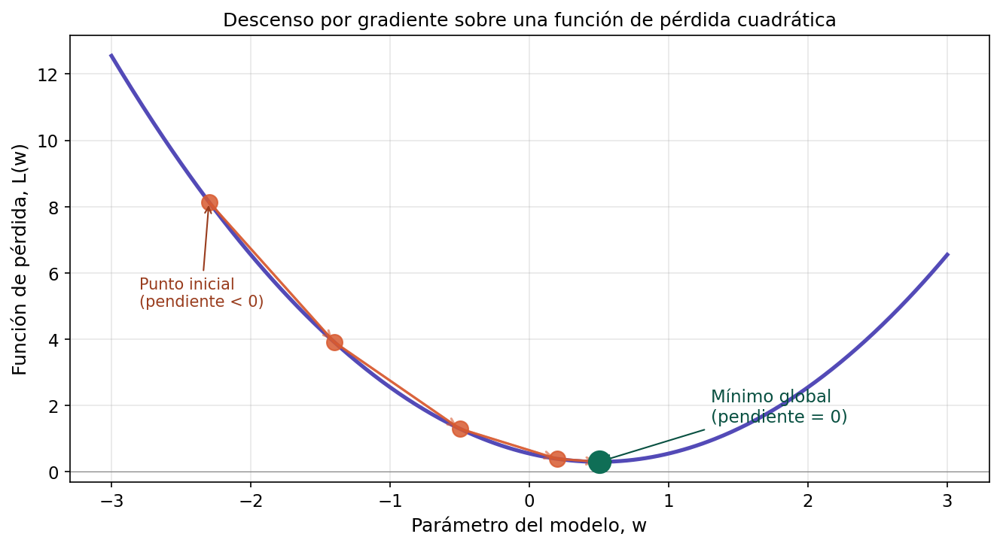 Descenso por gradiente sobre una función de pérdida cuadrática
Función de pérdida, L(w)
12
10
8
6
4
2
0
Punto inicial
(pendiente < 0)
Mínimo global
(pendiente = 0)
−3
−2
−1
0
1
2
3
Parámetro del modelo, w